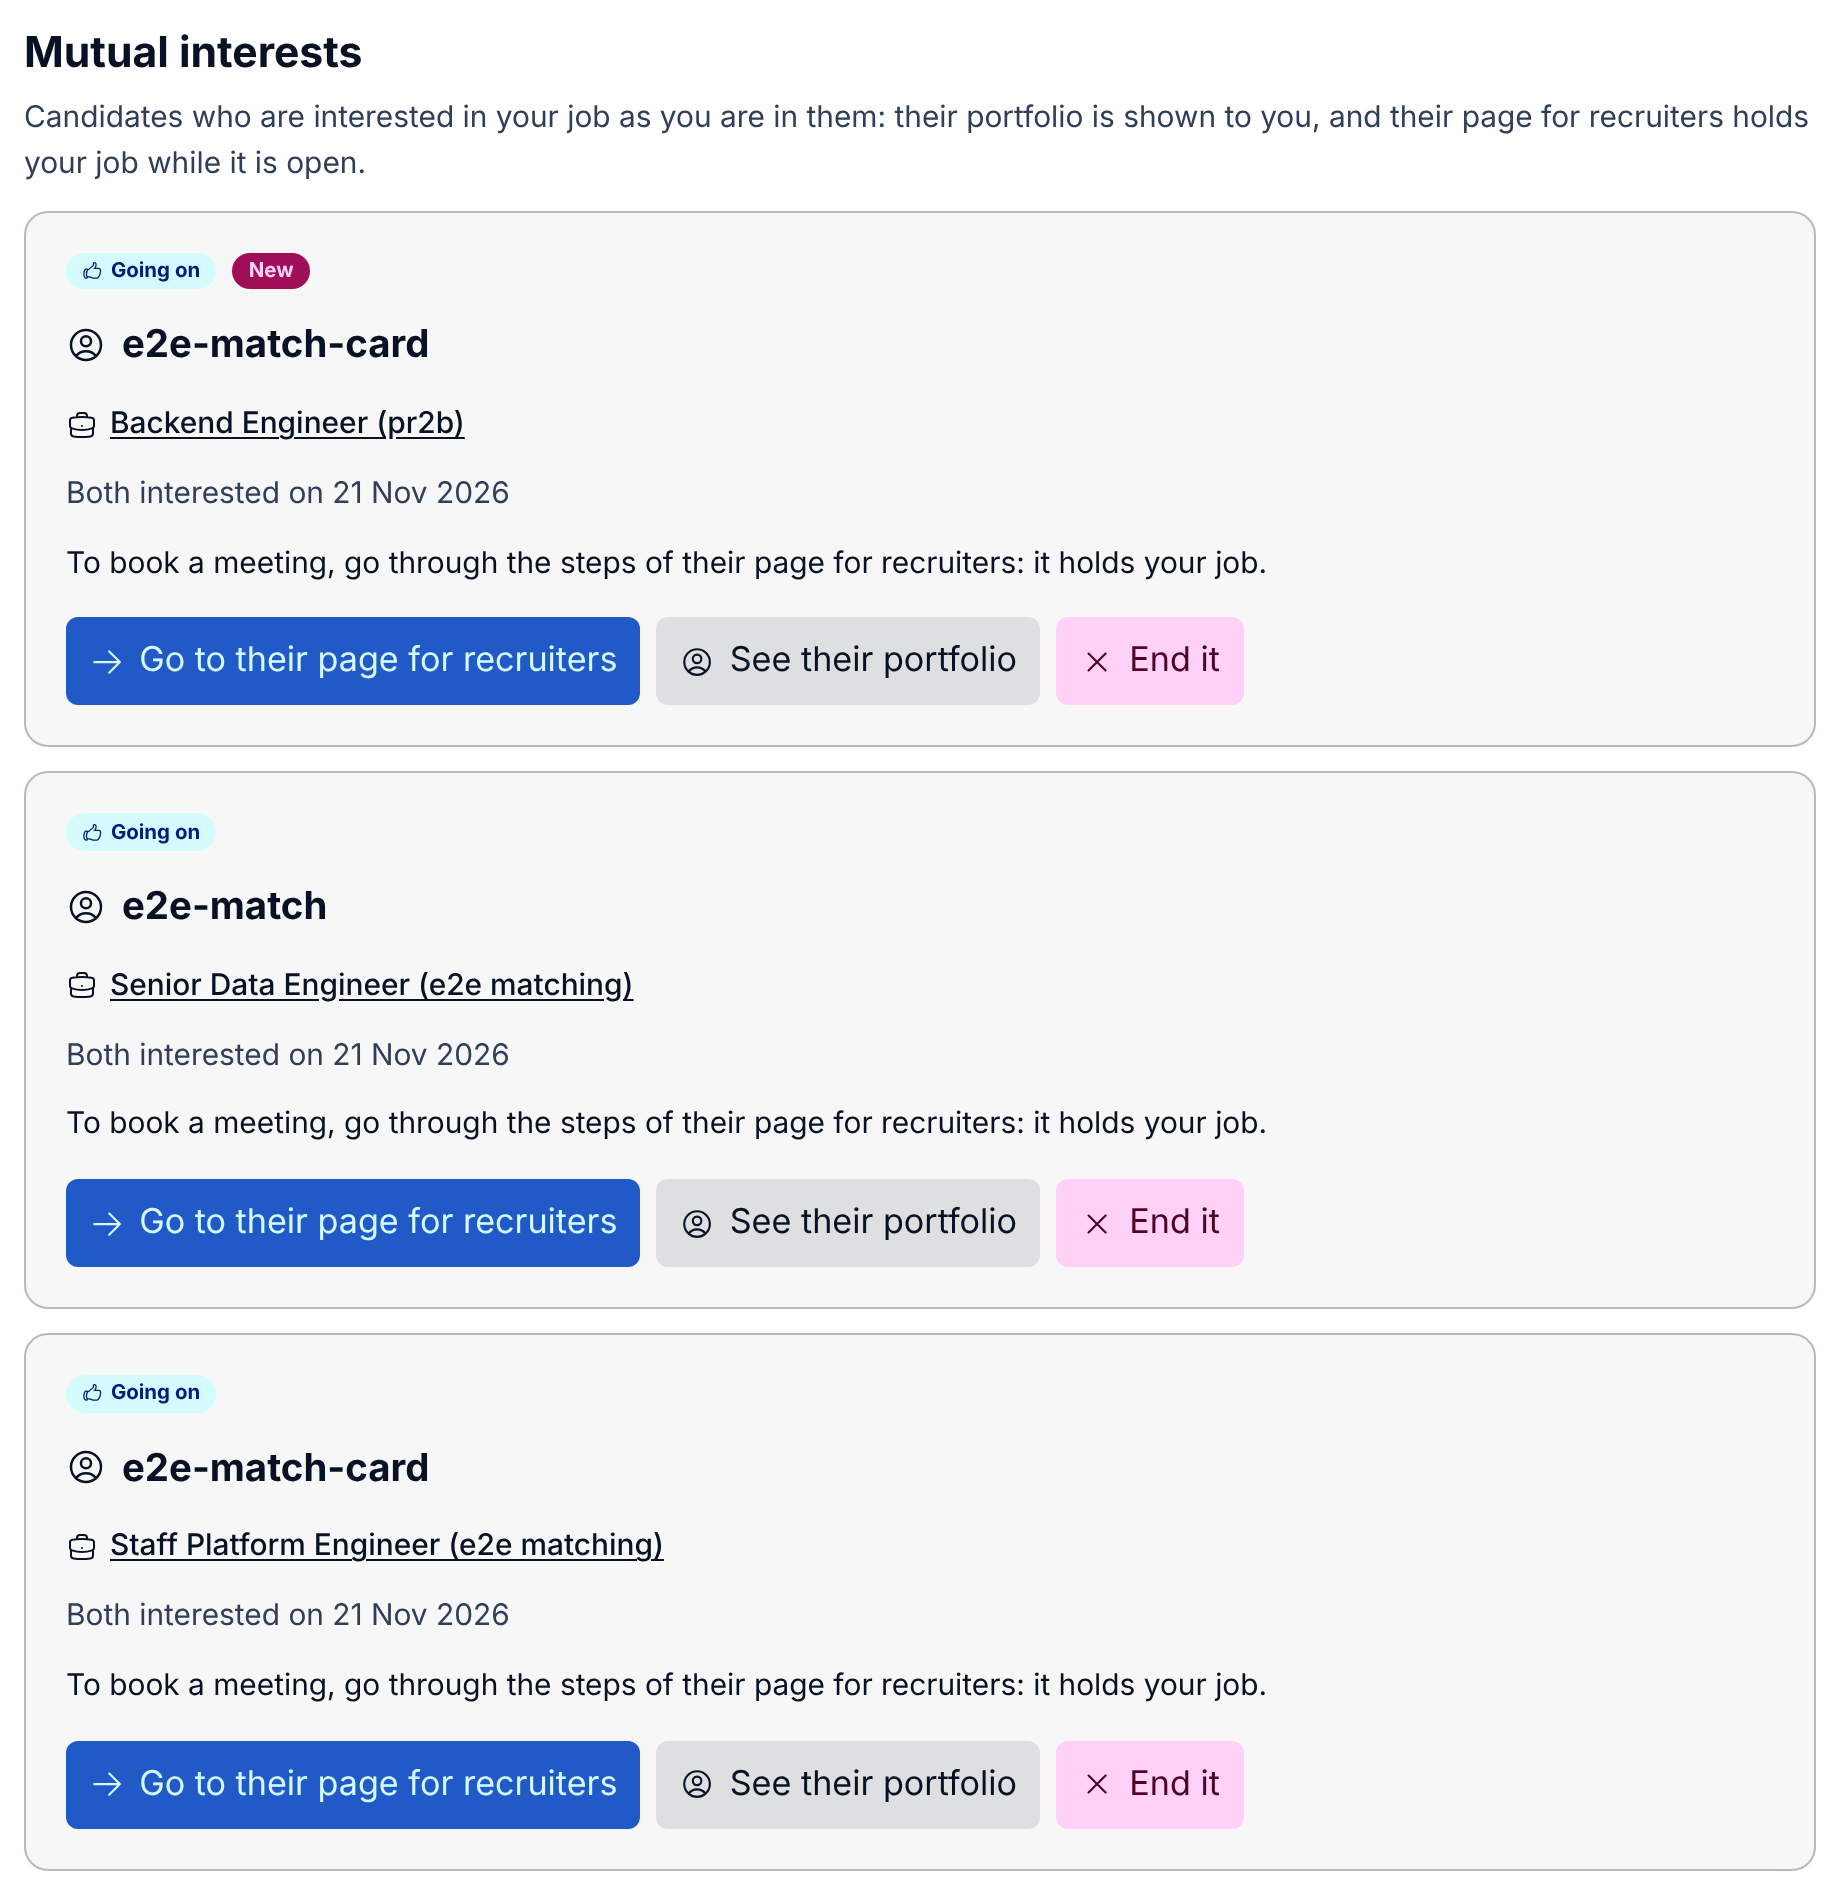 Mutual interests
Candidates who are interested in your job as you are in them: their portfolio is shown to you, and their page for recruiters holds
your job while it is open.
Going on New
e2e-match-card
Backend Engineer (pr2b)
Both interested on 21 Nov 2026
To book a meeting, go through the steps of their page for recruiters: it holds your job.
Go to their page for recruiters See their portfolio End it
Going on
e2e-match
Senior Data Engineer (e2e matching)
Both interested on 21 Nov 2026
To book a meeting, go through the steps of their page for recruiters: it holds your job.
Go to their page for recruiters See their portfolio End it
Going on
e2e-match-card
Staff Platform Engineer (e2e matching)
Both interested on 21 Nov 2026
To book a meeting, go through the steps of their page for recruiters: it holds your job.
Go to their page for recruiters See their portfolio End it